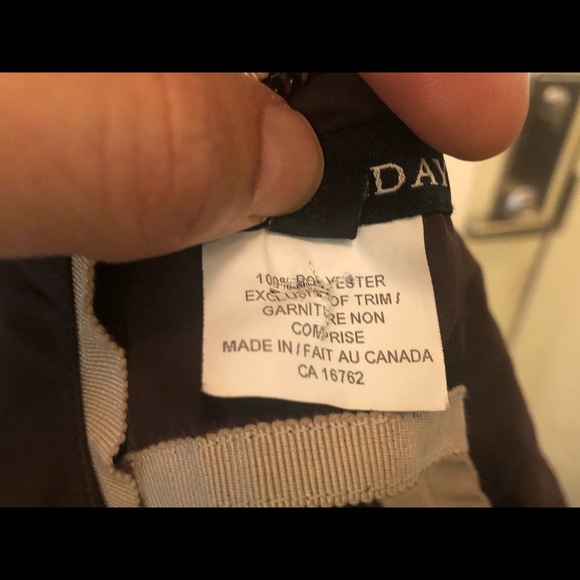 DAY
100% POLYESTER
EXCLUSIVE OF TRIM /
GARNITURE NON
COMPRISE
MADE IN / FAIT AU CANADA
CA 16762